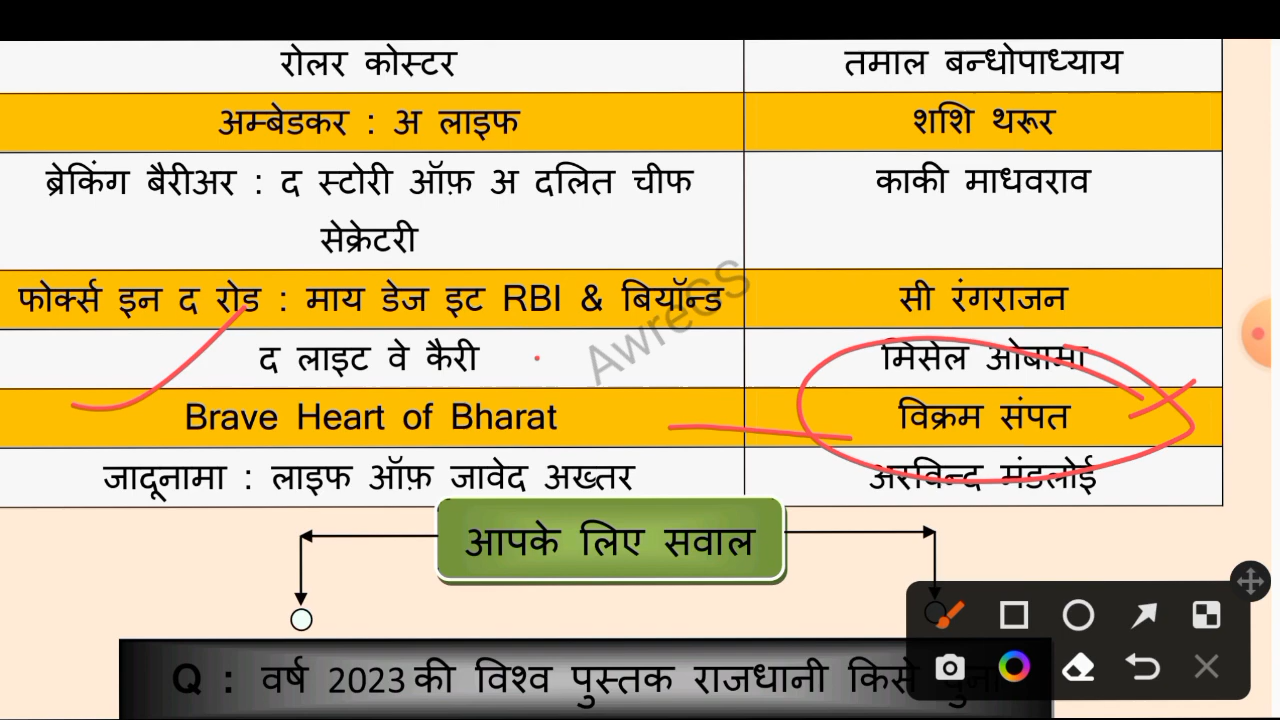 रोलर कोस्टर तमाल बन्धोपाध्याय
अम्बेडकर : अ लाइफ शशि थरूर
ब्रेकिंग बैरीअर : द स्टोरी ऑफ़ अ दलित चीफ काकी माधवराव
सेक्रेटरी
फोर्क्स इन द रोड : माय डेज इट RBI & बियॉन्ड सी रंगराजन
द लाइट वे कैरी मिसेल ओबामा
Brave Heart of Bharat विक्रम संपत
जादूनामा : लाइफ ऑफ़ जावेद अख्तर अरविन्द मंडलोई
AwreSS
आपके लिए सवाल
Q : वर्ष 2023 की विश्व पुस्तक राजधानी किसे